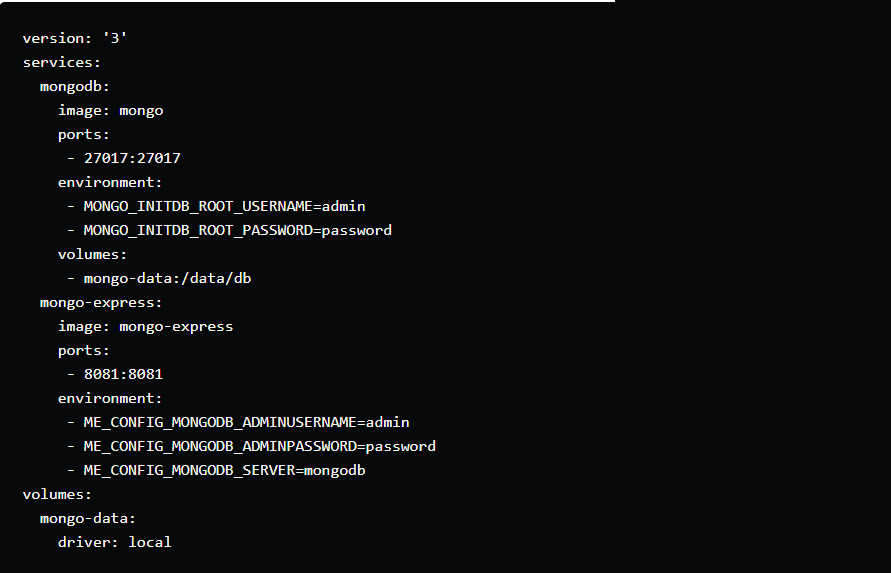 version: '3'
services:
  mongodb:
    image: mongo
    ports:
     - 27017:27017
    environment:
     - MONGO_INITDB_ROOT_USERNAME=admin
     - MONGO_INITDB_ROOT_PASSWORD=password
    volumes:
     - mongo-data:/data/db
  mongo-express:
    image: mongo-express
    ports:
     - 8081:8081
    environment:
     - ME_CONFIG_MONGODB_ADMINUSERNAME=admin
     - ME_CONFIG_MONGODB_ADMINPASSWORD=password
     - ME_CONFIG_MONGODB_SERVER=mongodb
volumes:
  mongo-data:
    driver: local